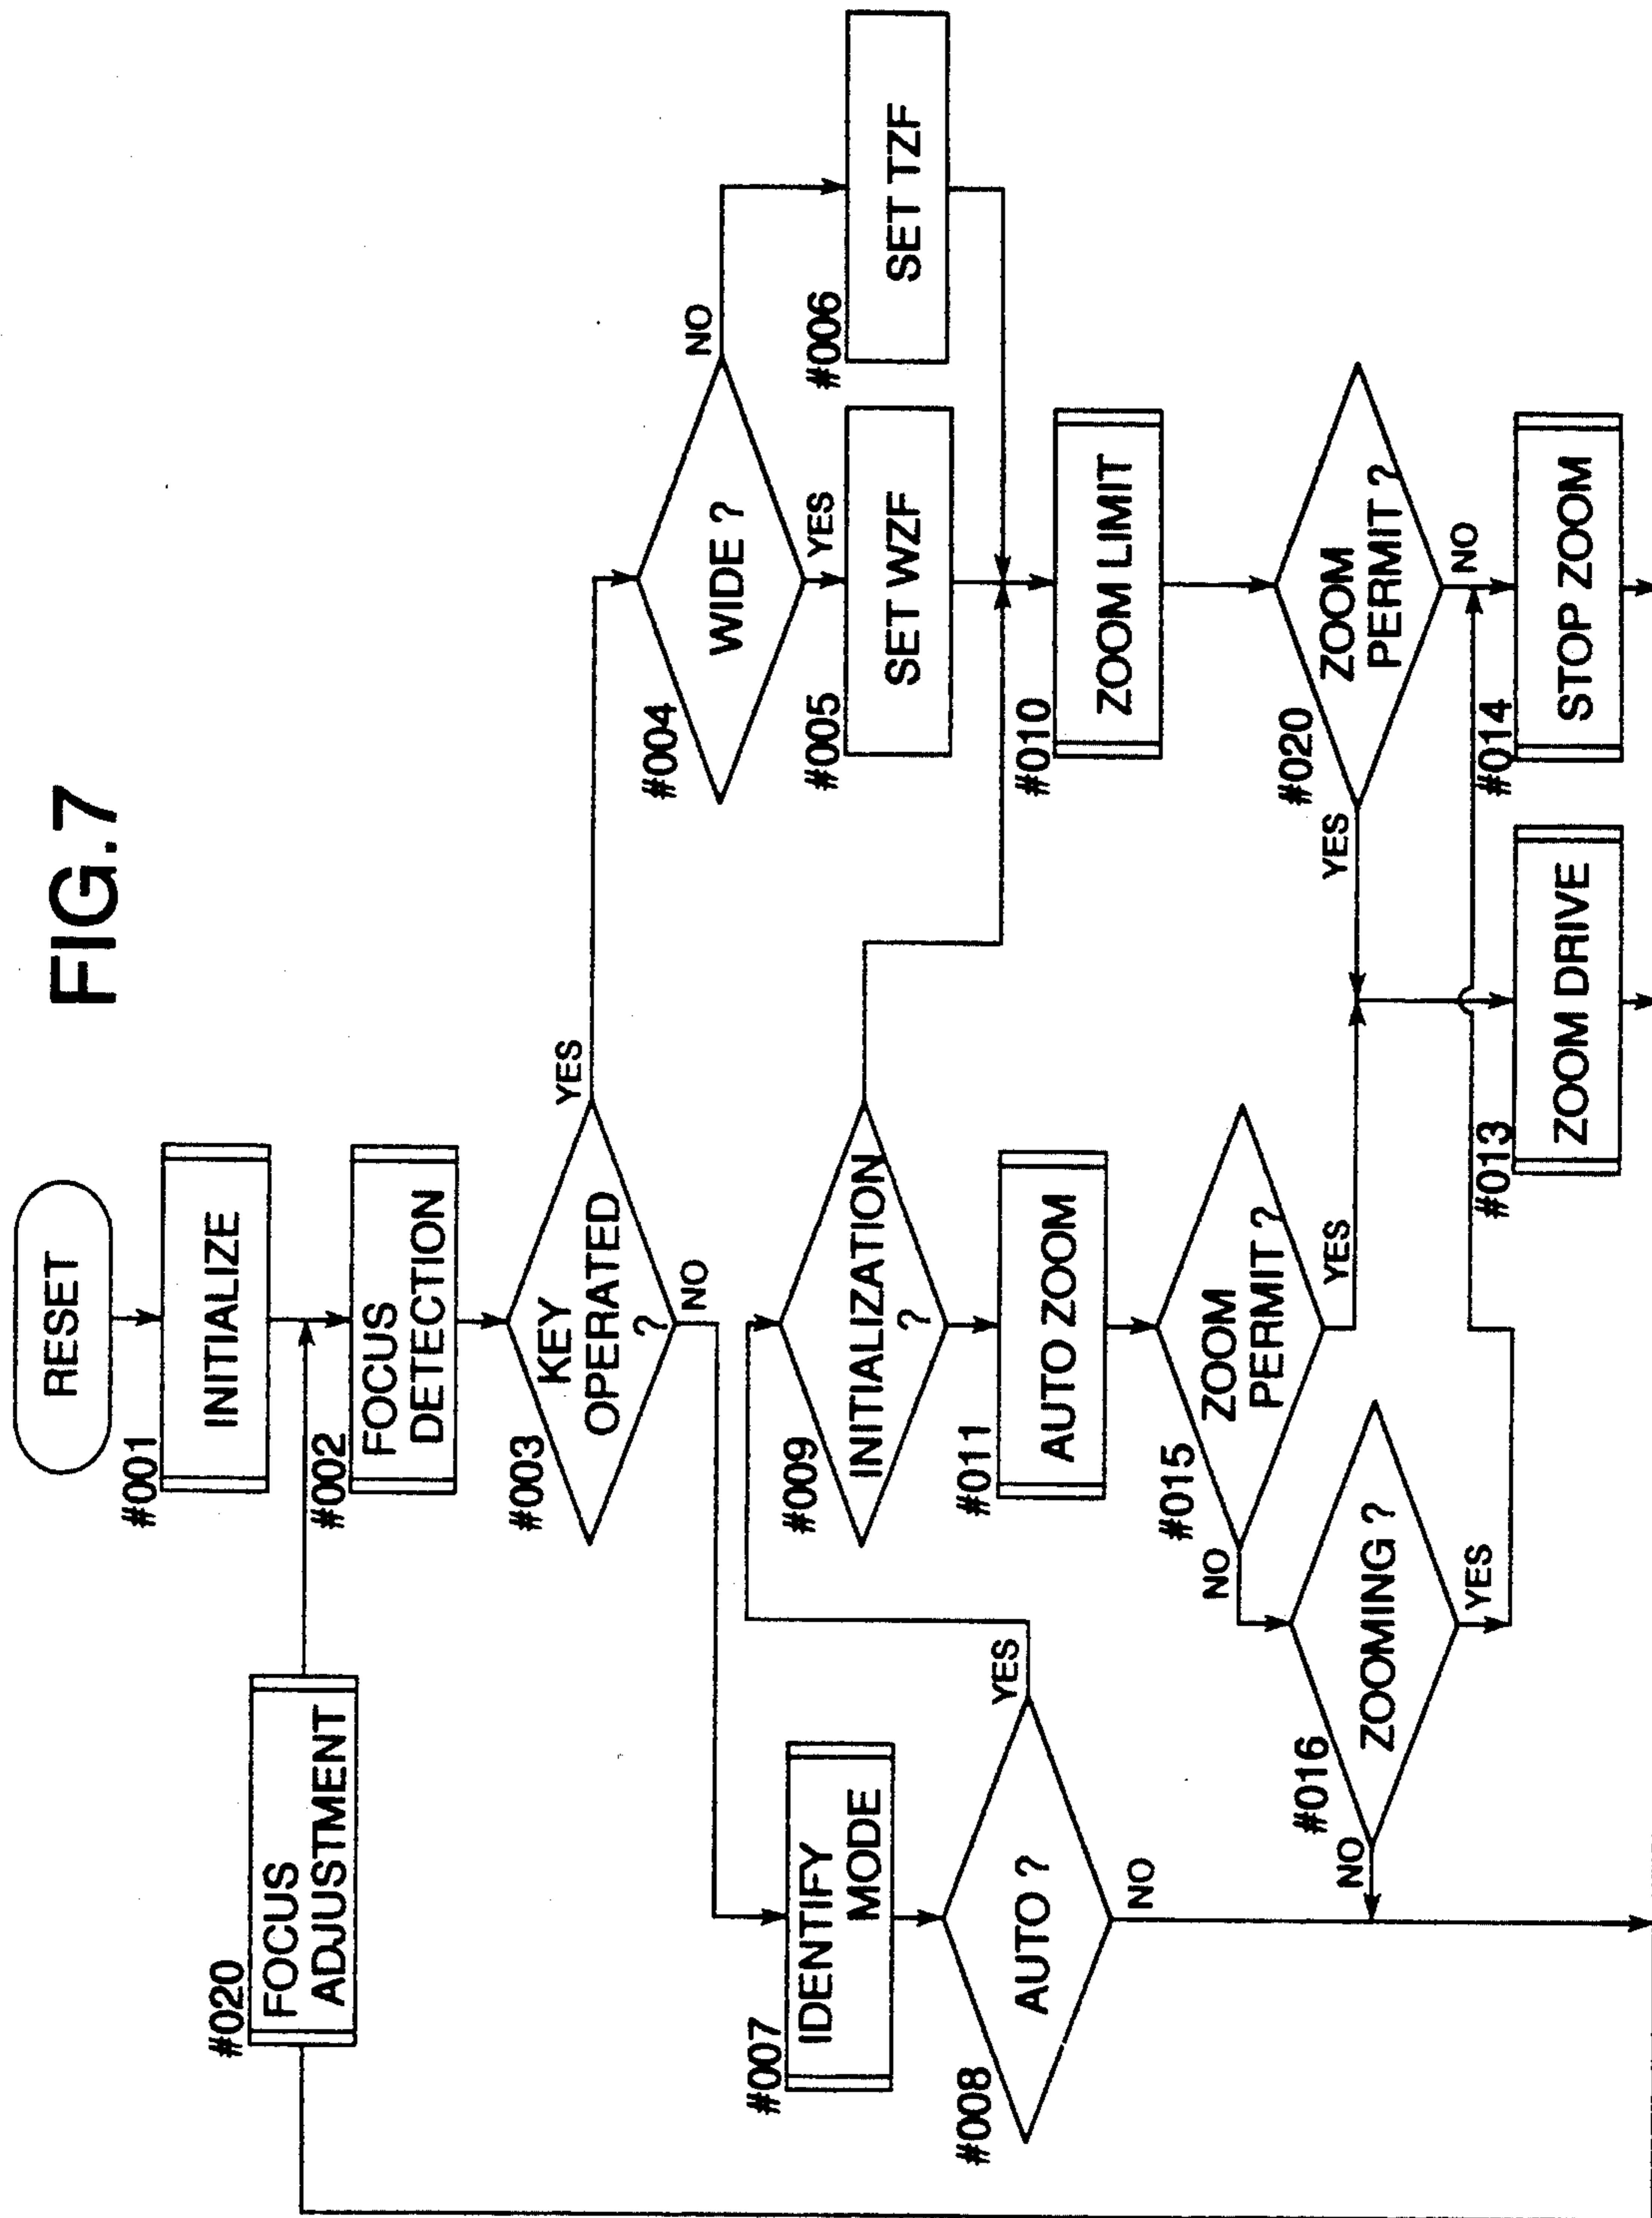 FIG.7
RESET
#001
INITIALIZE
#020
FOCUS
ADJUSTMENT
#002
FOCUS
DETECTION
#003
KEY
OPERATED
?
YES
NO
#004
WIDE ?
NO
YES
#005
SET WZF
#006
SET TZF
#007
IDENTIFY
MODE
#008
AUTO ?
YES
NO
#009
INITIALIZATION
?
#010
ZOOM LIMIT
#011
AUTO ZOOM
#015
ZOOM
PERMIT ?
NO
YES
#016
ZOOMING ?
NO
YES
#020
ZOOM
PERMIT ?
YES
NO
#013
ZOOM DRIVE
#014
STOP ZOOM